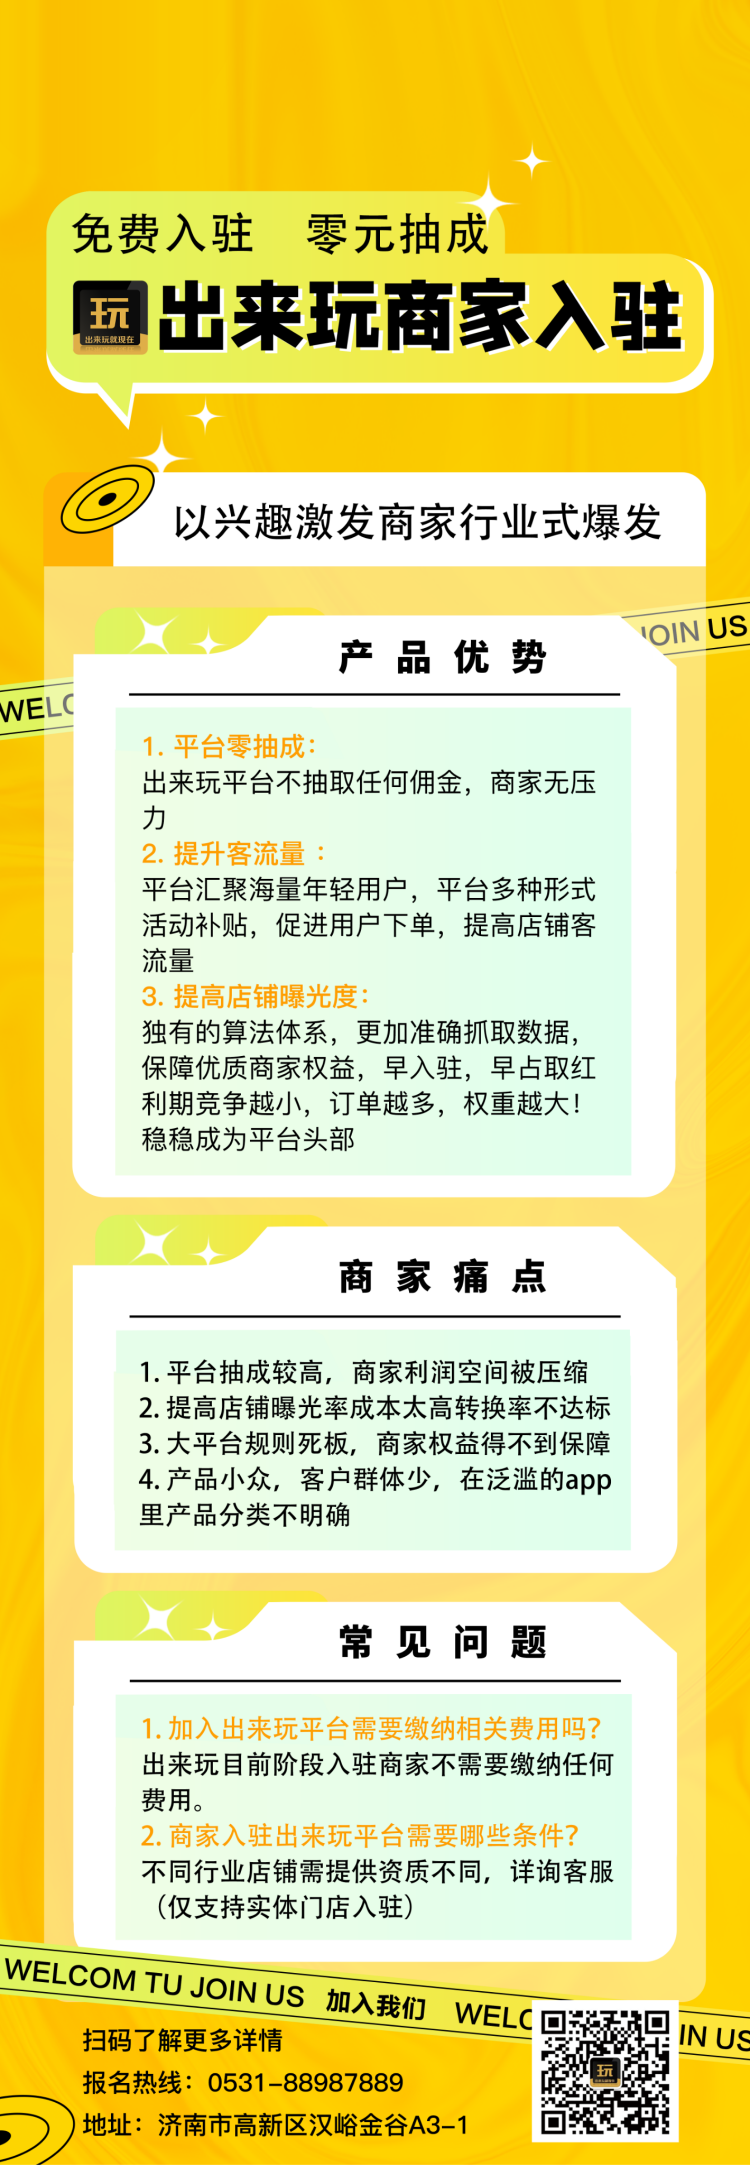 免费入驻 零元抽成
玩
出来玩就现在
出来玩商家入驻
以兴趣激发商家行业式爆发
JOIN US
WELC
产品优势
1. 平台零抽成：
出来玩平台不抽取任何佣金，商家无压
力
2. 提升客流量：
平台汇聚海量年轻用户，平台多种形式
活动补贴，促进用户下单，提高店铺客
流量
3. 提高店铺曝光度：
独有的算法体系，更加准确抓取数据，
保障优质商家权益，早入驻，早占取红
利期竞争越小，订单越多，权重越大！
稳稳成为平台头部
商家痛点
1. 平台抽成较高，商家利润空间被压缩
2. 提高店铺曝光率成本太高转换率不达标
3. 大平台规则死板，商家权益得不到保障
4. 产品小众，客户群体少，在泛滥的app
里产品分类不明确
常见问题
1. 加入出来玩平台需要缴纳相关费用吗？
出来玩目前阶段入驻商家不需要缴纳任何
费用。
2. 商家入驻出来玩平台需要哪些条件？
不同行业店铺需提供资质不同，详询客服
（仅支持实体门店入驻）
WELCOM TU JOIN US 加入我们 WELC
IN US
扫码了解更多详情
报名热线：0531-88987889
地址：济南市高新区汉峪金谷A3-1
玩